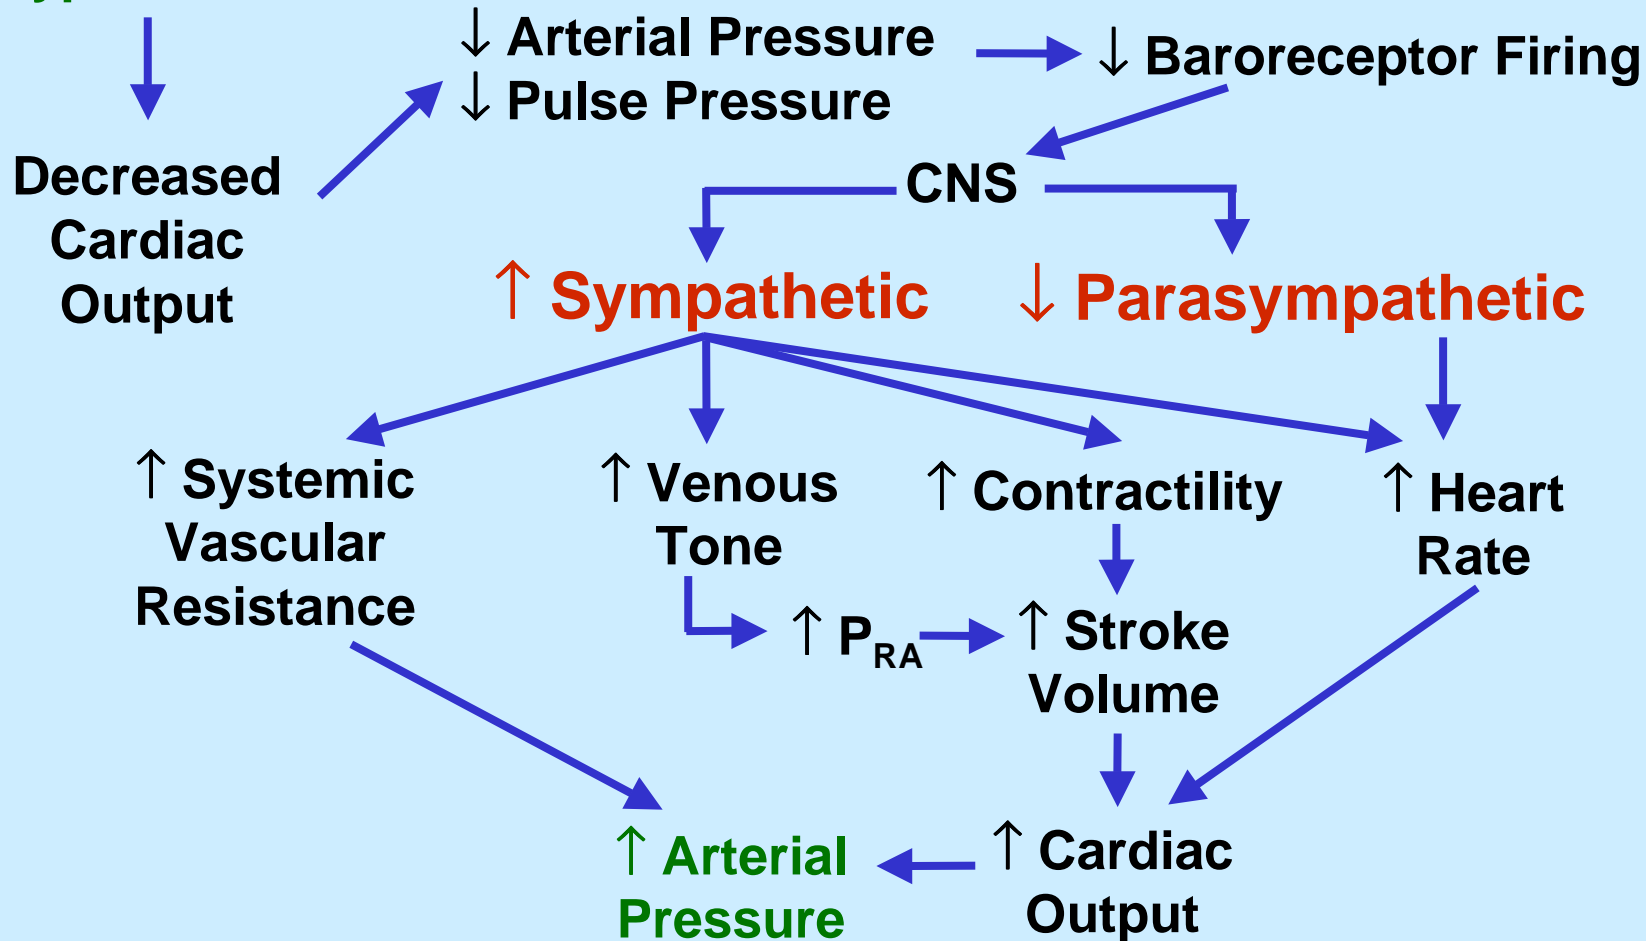 ↓ Arterial Pressure
↓ Pulse Pressure
↓ Baroreceptor Firing
Decreased
Cardiac
Output
CNS
↑ Sympathetic
↓ Parasympathetic
↑ Systemic
Vascular
Resistance
↑ Venous
Tone
↑ Contractility
↑ Heart
Rate
↑ PRA
↑ Stroke
Volume
↑ Arterial
Pressure
↑ Cardiac
Output